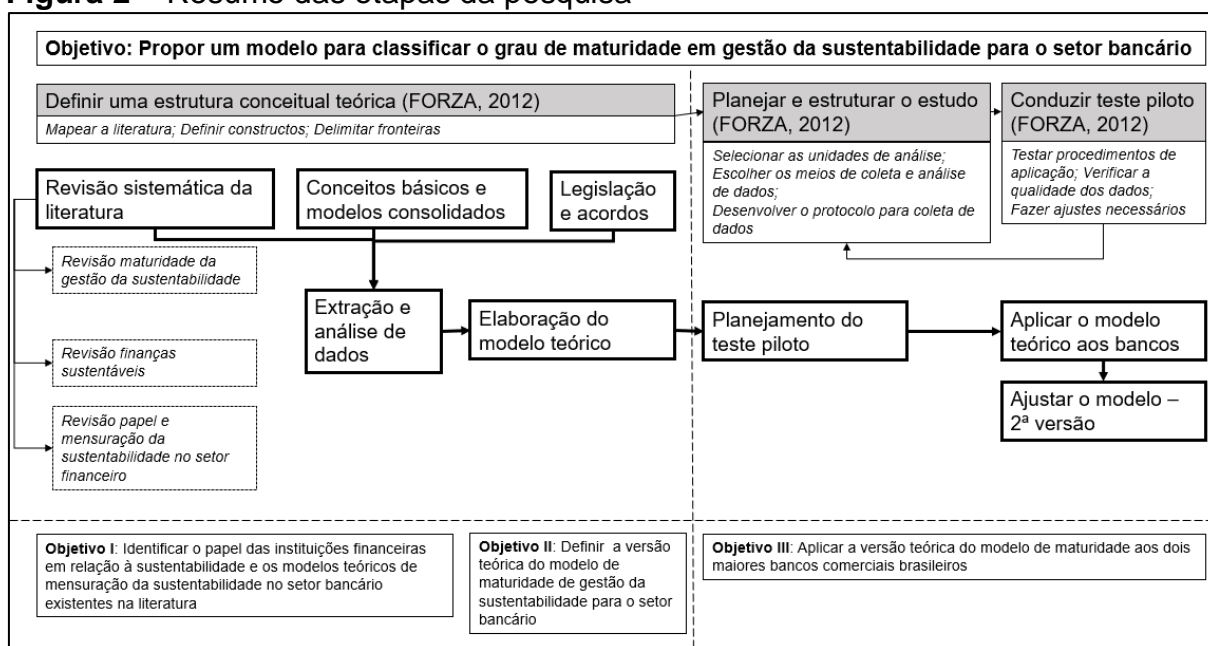 Figura 2 – Resumo das etapas da pesquisa
Objetivo: Propor um modelo para classificar o grau de maturidade em gestão da sustentabilidade para o setor bancário
Definir uma estrutura conceitual teórica (FORZA, 2012)
Mapear a literatura; Definir constructos; Delimitar fronteiras
Planejar e estruturar o estudo
(FORZA, 2012)
Selecionar as unidades de análise;
Escolher os meios de coleta e análise
de dados;
Desenvolver o protocolo para coleta de
dados
Conduzir teste piloto
(FORZA, 2012)
Testar procedimentos de
aplicação; Verificar a
qualidade dos dados;
Fazer ajustes necessários
Revisão sistemática da
literatura
Conceitos básicos e
modelos consolidados
Legislação
e acordos
Revisão maturidade da
gestão da sustentabilidade
Revisão finanças
sustentáveis
Revisão papel e
mensuração da
sustentabilidade no setor
financeiro
Extração e
análise de
dados
Elaboração do
modelo teórico
Planejamento do
teste piloto
Aplicar o modelo
teórico aos bancos
Ajustar o modelo –
2ª versão
Objetivo I: Identificar o papel das instituições financeiras
em relação à sustentabilidade e os modelos teóricos de
mensuração da sustentabilidade no setor bancário
existentes na literatura
Objetivo II: Definir a versão
teórica do modelo de
maturidade de gestão da
sustentabilidade para o setor
bancário
Objetivo III: Aplicar a versão teórica do modelo de maturidade aos dois
maiores bancos comerciais brasileiros